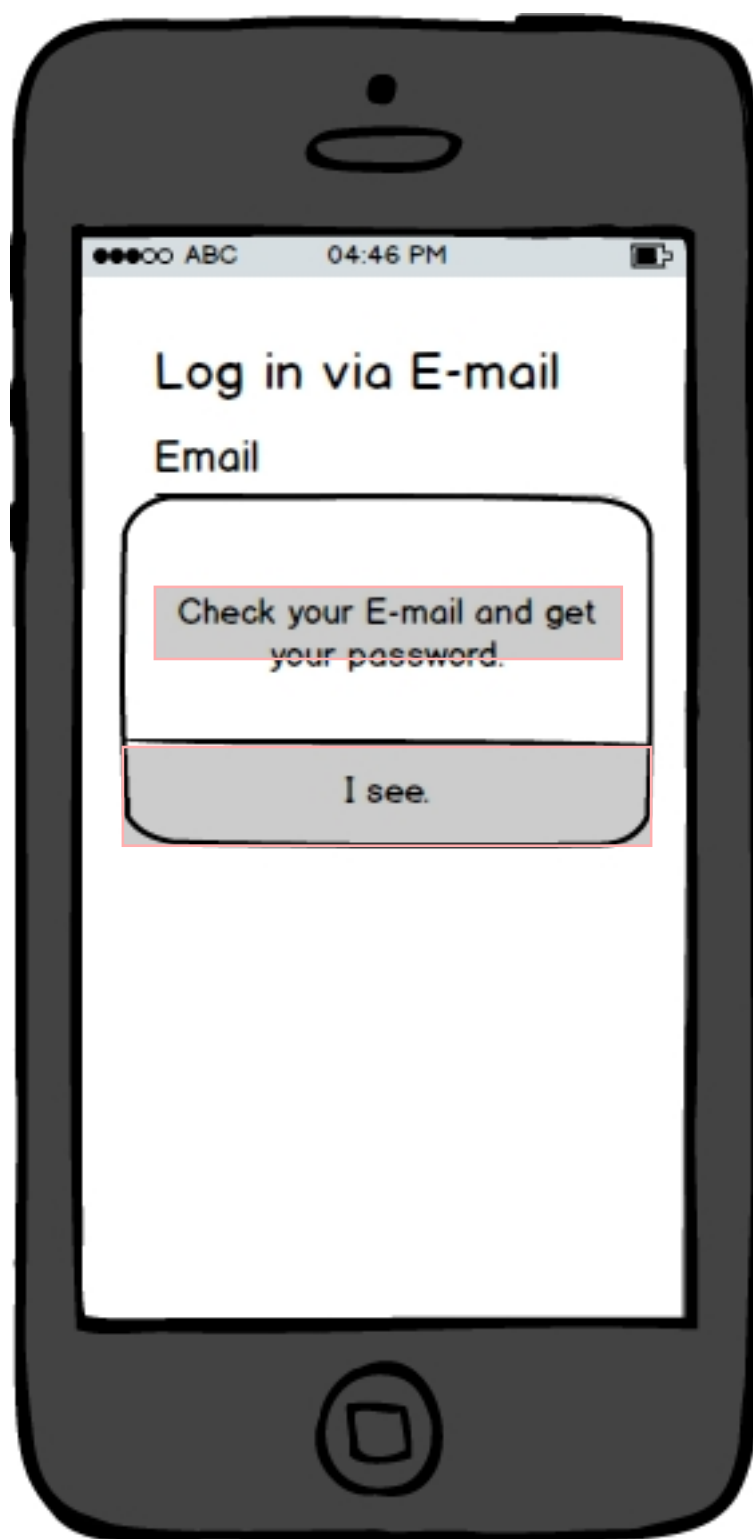 ABC 04:46 PM
Log in via E-mail
Email
Check your E-mail and get
your password.
I see.